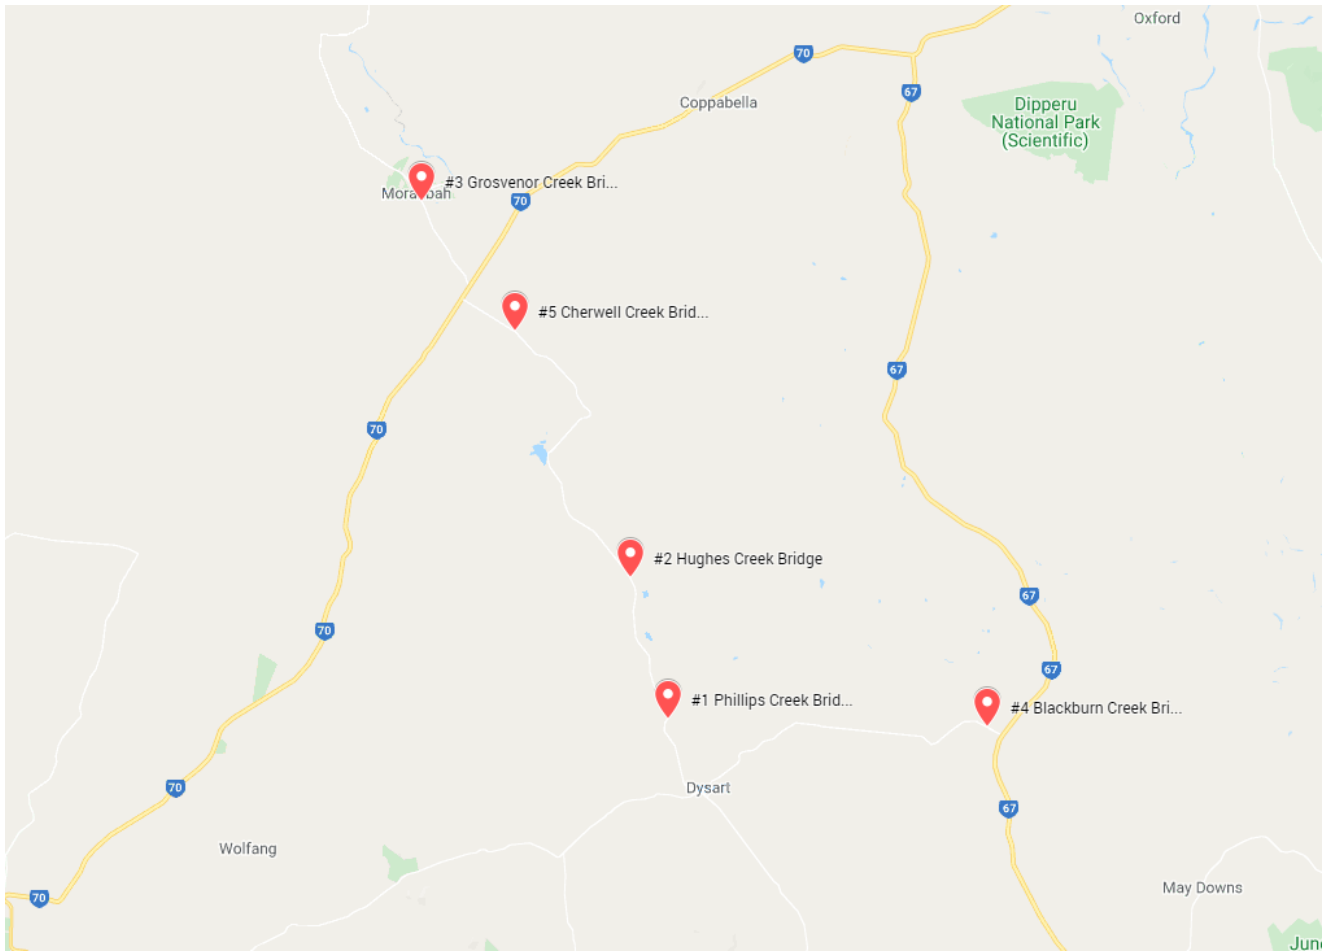 Oxford
70
Coppabella
67
Dipperu
National Park
(Scientific)
#3 Grosvenor Creek Bri...
70
#5 Cherwell Creek Brid...
67
70
#2 Hughes Creek Bridge
67
70
67
#1 Phillips Creek Brid...
#4 Blackburn Creek Bri...
Dysart
70
67
Wolfang
May Downs
70